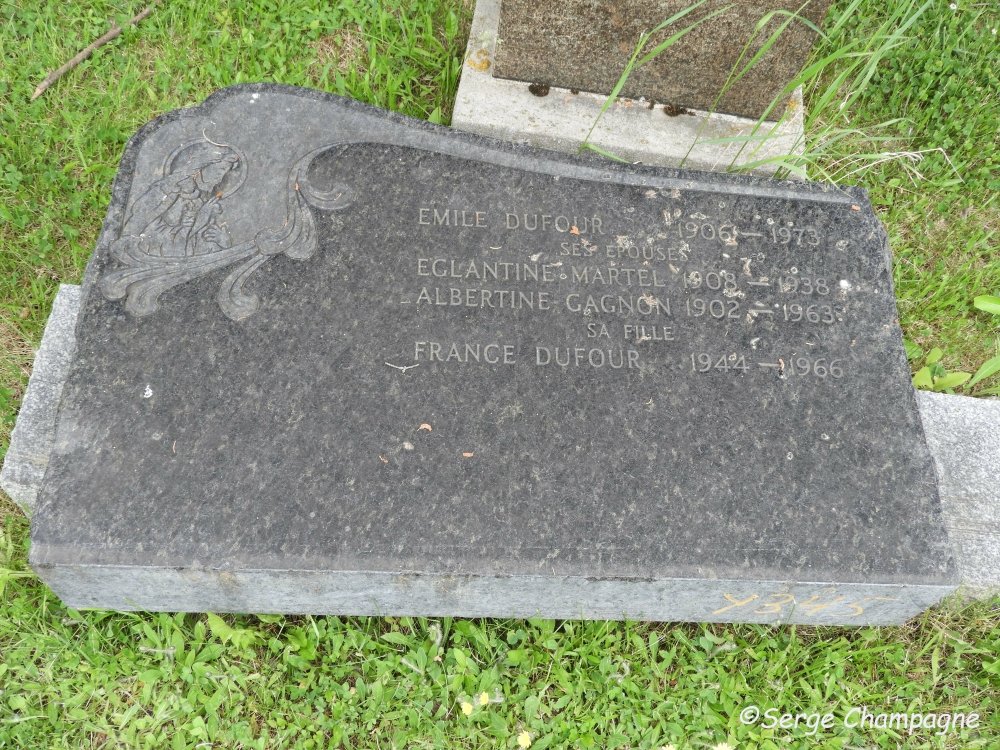 EMILE DUFOUR 1906 — 1973
SES EPOUSES
EGLANTINE MARTEL 1908 — 1938
ALBERTINE GAGNON 1902 — 1963
SA FILLE
FRANCE DUFOUR 1944 — 1966
©Serge Champagne